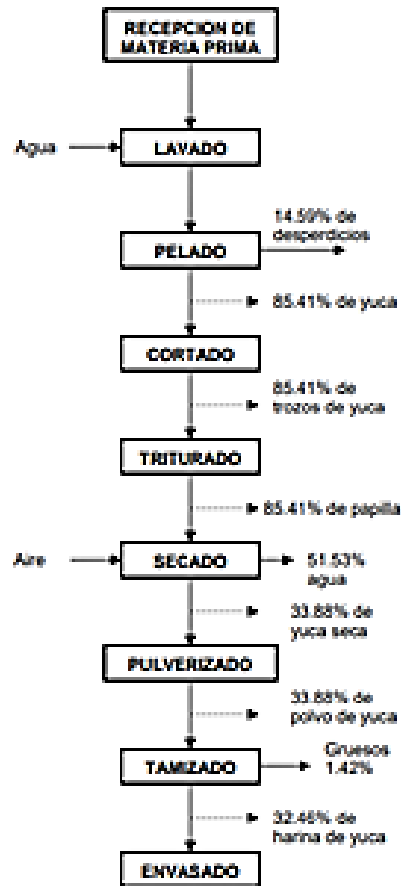 RECEPCION DE
MATERIA PRIMA
Agua
LAVADO
14.59% de
desperdicios
PELADO
85.41% de yuca
CORTADO
85.41% de
trozos de yuca
TRITURADO
85.41% de papilla
Aire
SECADO
51.53%
agua
33.88% de
yuca seca
PULVERIZADO
33.88% de
polvo de yuca
Gruesos
1.42%
TAMIZADO
32.46% de
harina de yuca
ENVASADO